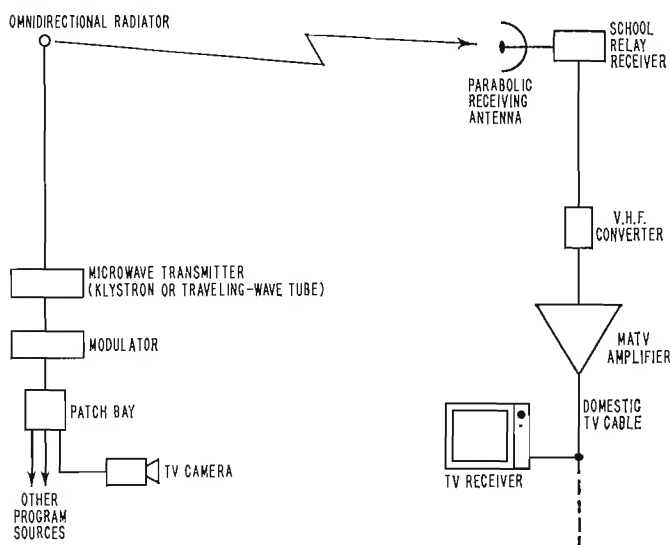 OMNIDIRECTIONAL RADIATOR
SCHOOL
RELAY
RECEIVER
PARABOLIC
RECEIVING
ANTENNA
V.H.F.
CONVERTER
MICROWAVE TRANSMITTER
(KLYSTRON OR TRAVELING-WAVE TUBE)
MODULATOR
MATV
AMPLIFIER
PATCH BAY
DOMESTIC
TV CABLE
TV CAMERA
TV RECEIVER
OTHER
PROGRAM
SOURCES